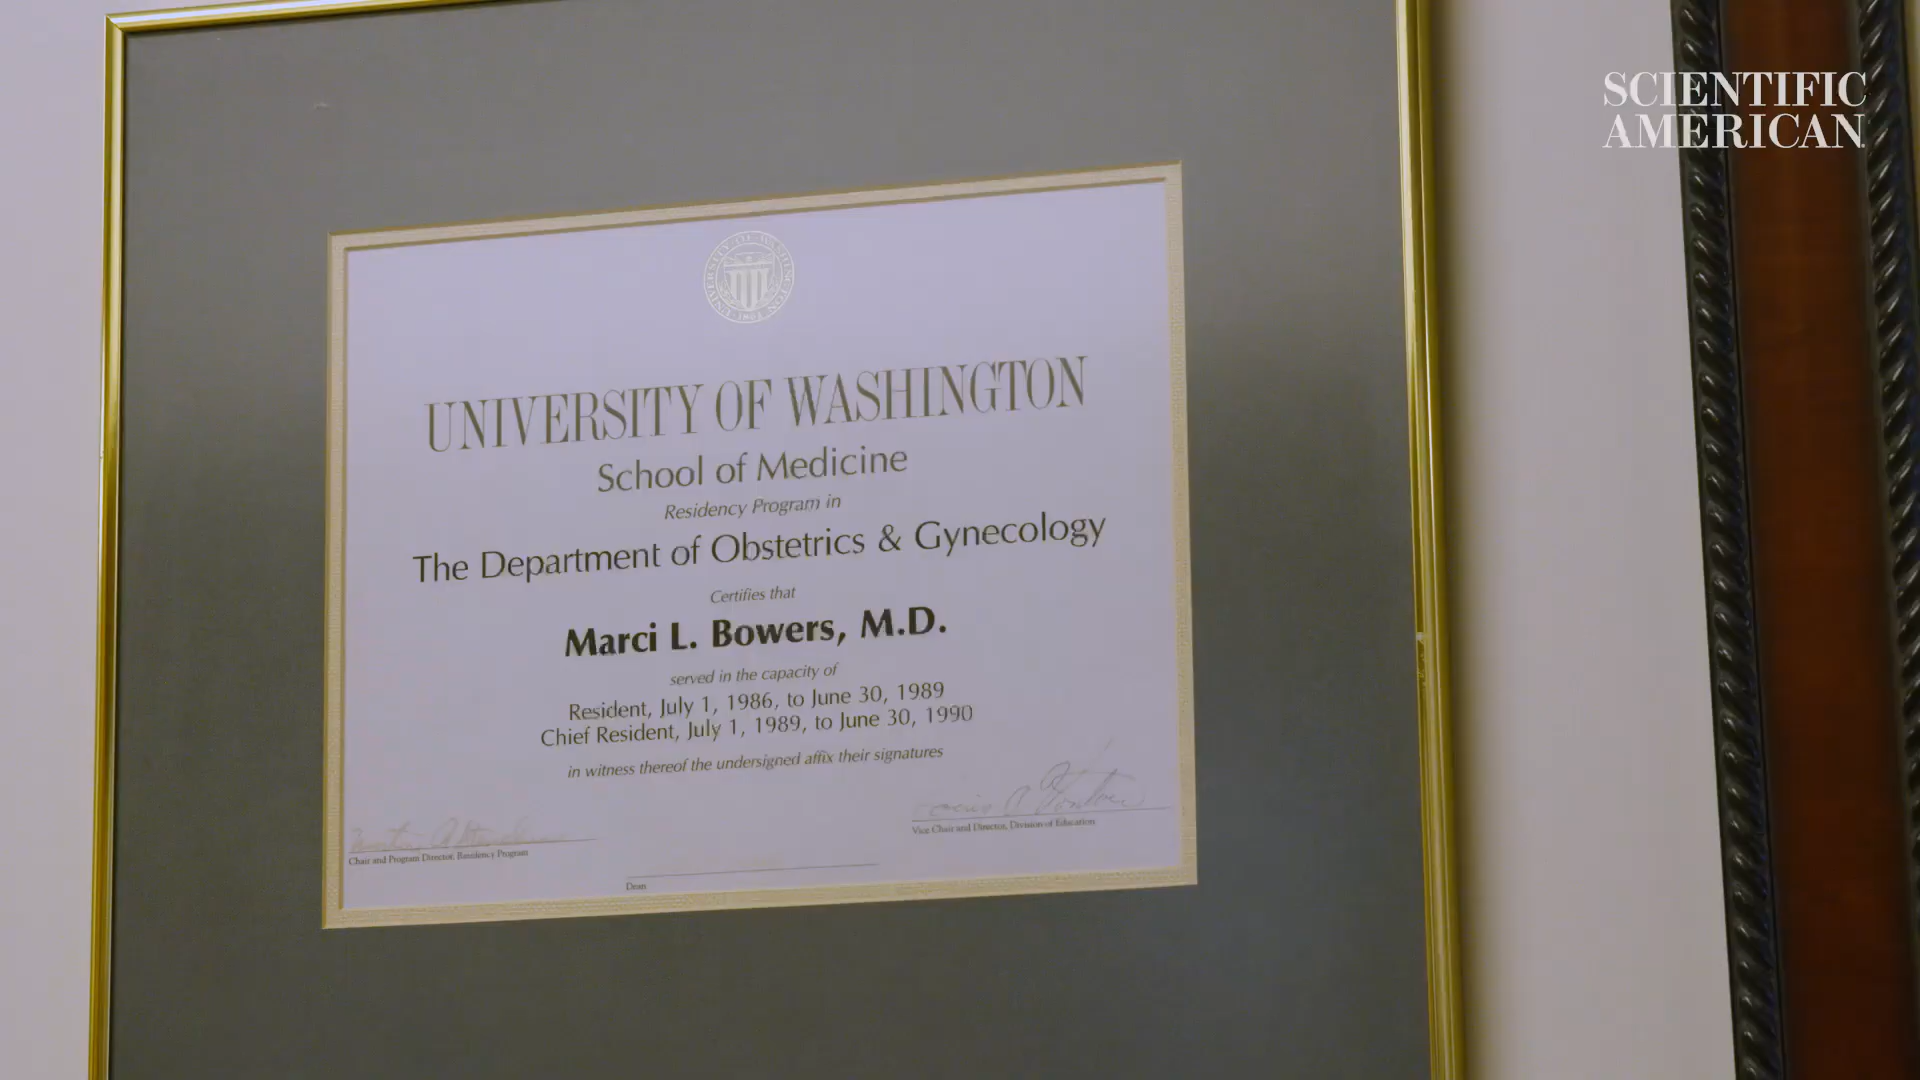 SCIENTIFIC
AMERICAN
UNIVERSITY OF WASHINGTON
School of Medicine
Residency Program in
The Department of Obstetrics & Gynecology
Certifies that
Marci L. Bowers, M.D.
served in the capacity of
Resident, July 1, 1986, to June 30, 1989
Chief Resident, July 1, 1989, to June 30, 1990
in witness thereof the undersigned affix their signatures
Vice Chair and Director, Division of Education
Chair and Program Director, Residency Program
Dean